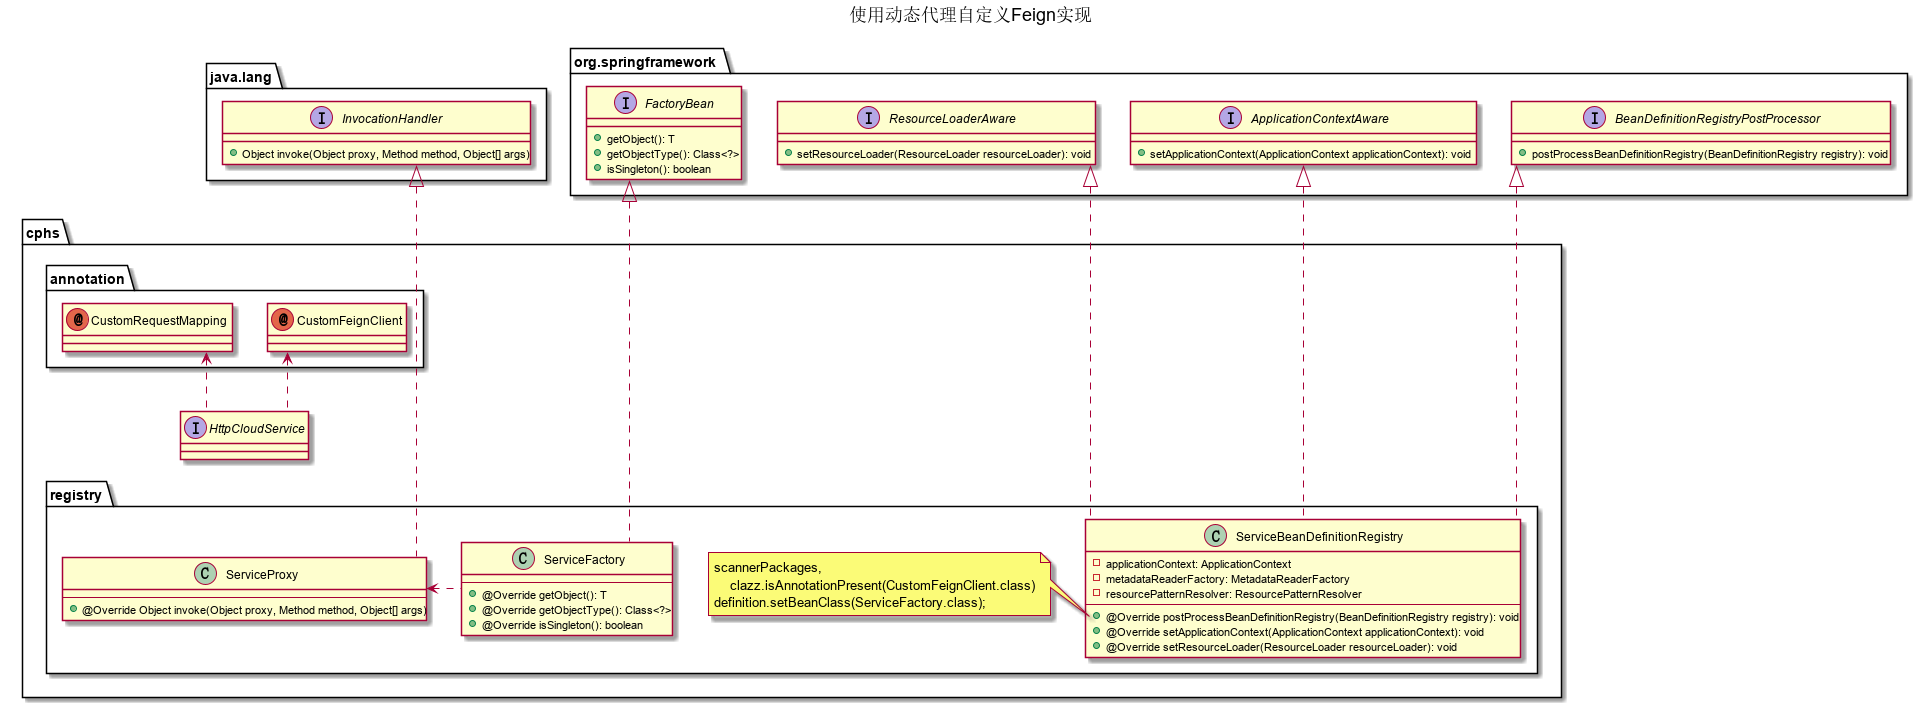 使用动态代理自定义Feign实现
java.lang
I InvocationHandler
Object invoke(Object proxy, Method method, Object[] args)
org.springframework
I FactoryBean
getObject(): T
getObjectType(): Class<?>
isSingleton(): boolean
I ResourceLoaderAware
setResourceLoader(ResourceLoader resourceLoader): void
I ApplicationContextAware
setApplicationContext(ApplicationContext applicationContext): void
I BeanDefinitionRegistryPostProcessor
postProcessBeanDefinitionRegistry(BeanDefinitionRegistry registry): void
cphs
annotation
@ CustomRequestMapping
@ CustomFeignClient
I HttpCloudService
registry
C ServiceProxy
@Override Object invoke(Object proxy, Method method, Object[] args)
C ServiceFactory
@Override getObject(): T
@Override getObjectType(): Class<?>
@Override isSingleton(): boolean
scannerPackages,
clazz.isAnnotationPresent(CustomFeignClient.class)
definition.setBeanClass(ServiceFactory.class);
C ServiceBeanDefinitionRegistry
applicationContext: ApplicationContext
metadataReaderFactory: MetadataReaderFactory
resourcePatternResolver: ResourcePatternResolver
@Override postProcessBeanDefinitionRegistry(BeanDefinitionRegistry registry): void
@Override setApplicationContext(ApplicationContext applicationContext): void
@Override setResourceLoader(ResourceLoader resourceLoader): void